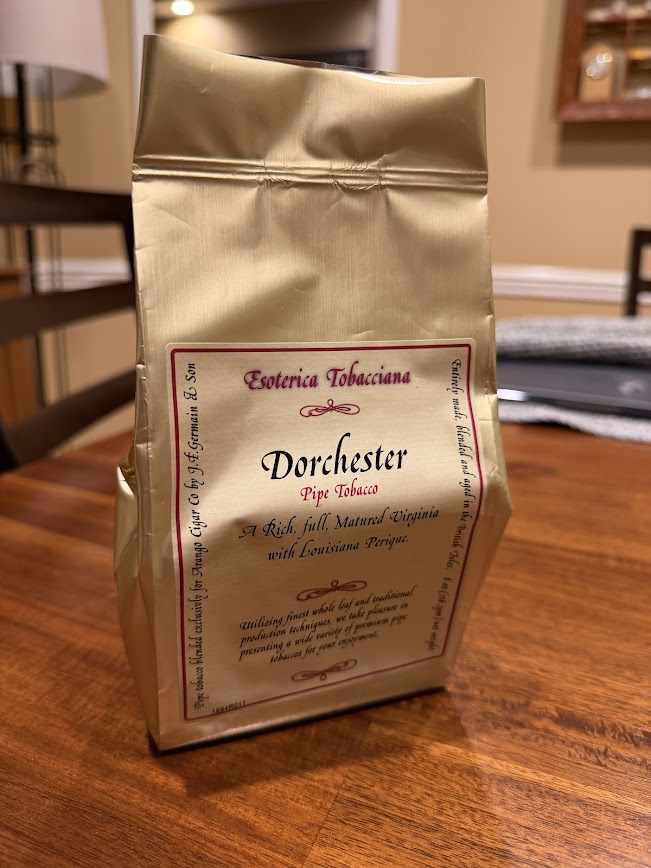 Esoterica Tobacciana
Dorchester
Pipe Tobacco
A Rich, full, Matured Virginia
with Louisiana Perique.
Utilizing finest whole leaf and traditional
production techniques, we take pleasure in
presenting a wide variety of premium pipe
tobaccos for your enjoyment.
Pipe tobacco blended exclusively for Arango Cigar Co by J.F. Germain & Son
Entirely made, blended and aged in the British Isles. 8 oz